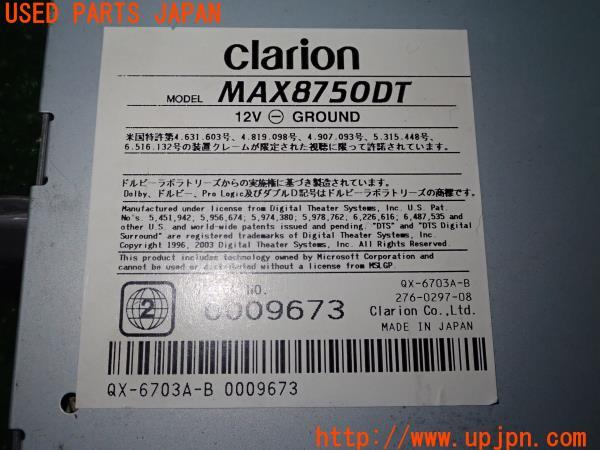 USED PARTS JAPAN
clarion
MODEL MAX8750DT
12V ⊖ GROUND
米国特許第4.631.603号、4.819.098号、4.907.093号、5.315.448号、
6.516.132号の装置クレームが限定された視聴に限って許諾されています。
ドルビーラボラトリーズからの実施権に基づき製造されています。
Dolby、ドルビー、Pro Logic及びダブルD記号はドルビーラボラトリーズの商標です。
Manufactured under license from Digital Theater Systems, Inc. U.S. Pat.
No's. 5,451,942; 5,956,674; 5,974,380; 5,978,762; 6,226,616; 6,487,535 and
other U.S. and world-wide patents issued and pending. "DTS" and "DTS Digital
Surround" are registered trademarks of Digital Theater Systems, Inc.
Copyright 1996, 2003 Digital Theater Systems, Inc. All Rights Reserved.
This product includes technology owned by Microsoft Corporation and
cannot be used or distributed without a license from MSLGP.
2
NO.
0009673
QX-6703A-B
276-0297-08
Clarion Co.,Ltd.
MADE IN JAPAN
QX-6703A-B 0009673
http://www.upjpn.com/